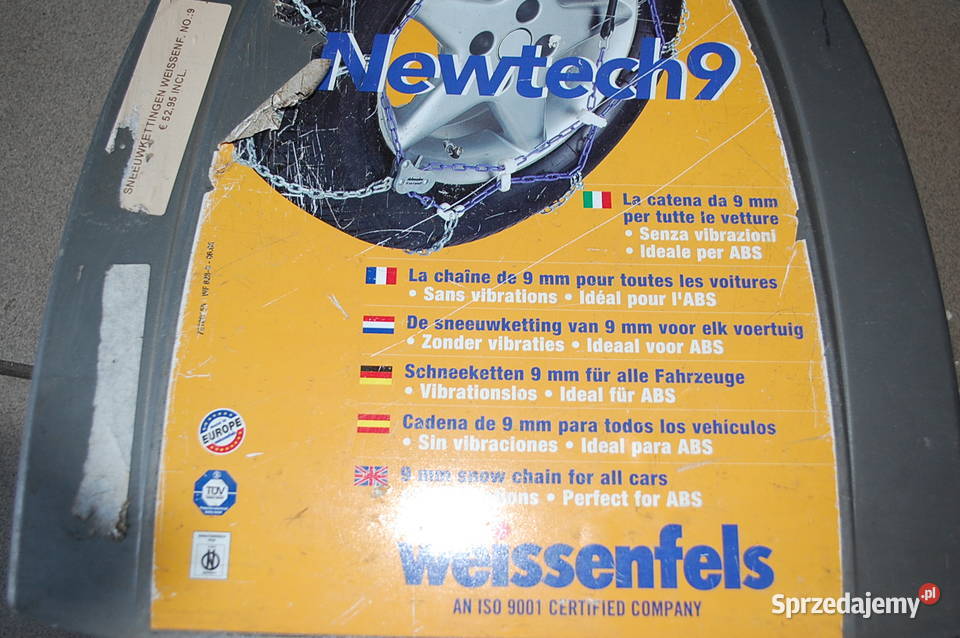 SNEEUWKETTINGEN WEISSENF. NO.:9
€ 52,95 INCL.
Newtech9
La catena da 9 mm
per tutte le vetture
• Senza vibrazioni
• Ideale per ABS
La chaîne de 9 mm pour toutes les voitures
• Sans vibrations • Idéal pour l'ABS
De sneeuwketting van 9 mm voor elk voertuig
• Zonder vibraties • Ideaal voor ABS
Schneeketten 9 mm für alle Fahrzeuge
• Vibrationslos • Ideal für ABS
Cadena de 9 mm para todos los vehiculos
• Sin vibraciones • Ideal para ABS
9 mm snow chain for all cars
• Perfect for ABS
EUROPE
TÜV
weissenfels
AN ISO 9001 CERTIFIED COMPANY
Sprzedajemy.pl